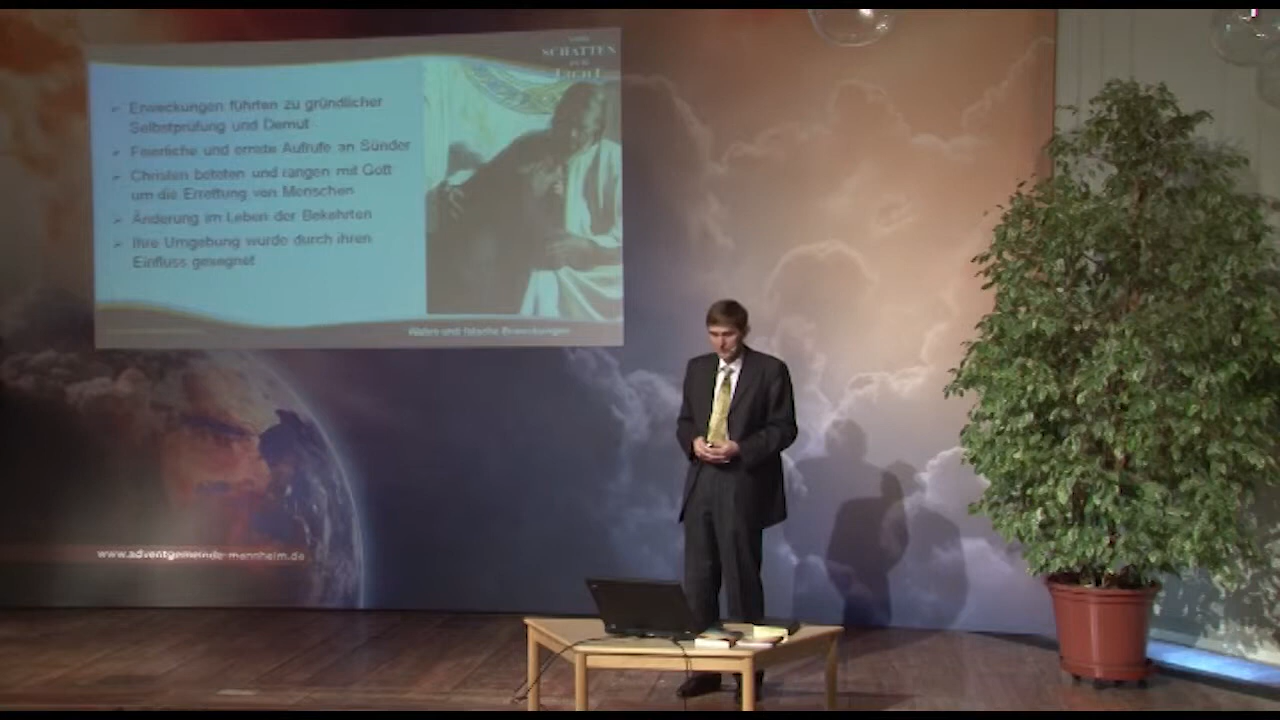 VOM
SCHATTEN
ZUM
LICHT
Erweckungen führten zu gründlicher
Selbstprüfung und Demut
Feierliche und ernste Aufrufe an Sünder
Christen beteten und rangen mit Gott
um die Errettung von Menschen
Änderung im Leben der Bekehrten
Ihre Umgebung wurde durch ihren
Einfluss gesegnet
Wahre und falsche Erweckungen
www.adventgemeinde-mannheim.de